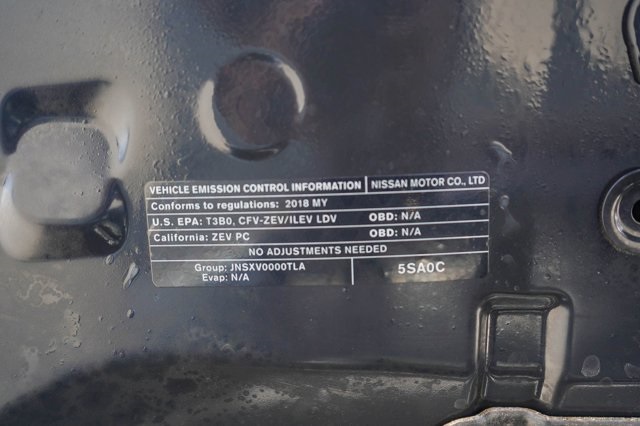 VEHICLE EMISSION CONTROL INFORMATION NISSAN MOTOR CO., LTD
Conforms to regulations: 2018 MY
U.S. EPA: T3B0, CFV-ZEV/ILEV LDV OBD: N/A
California: ZEV PC OBD: N/A
NO ADJUSTMENTS NEEDED
Group: JNSXV0000TLA 5SA0C
Evap: N/A